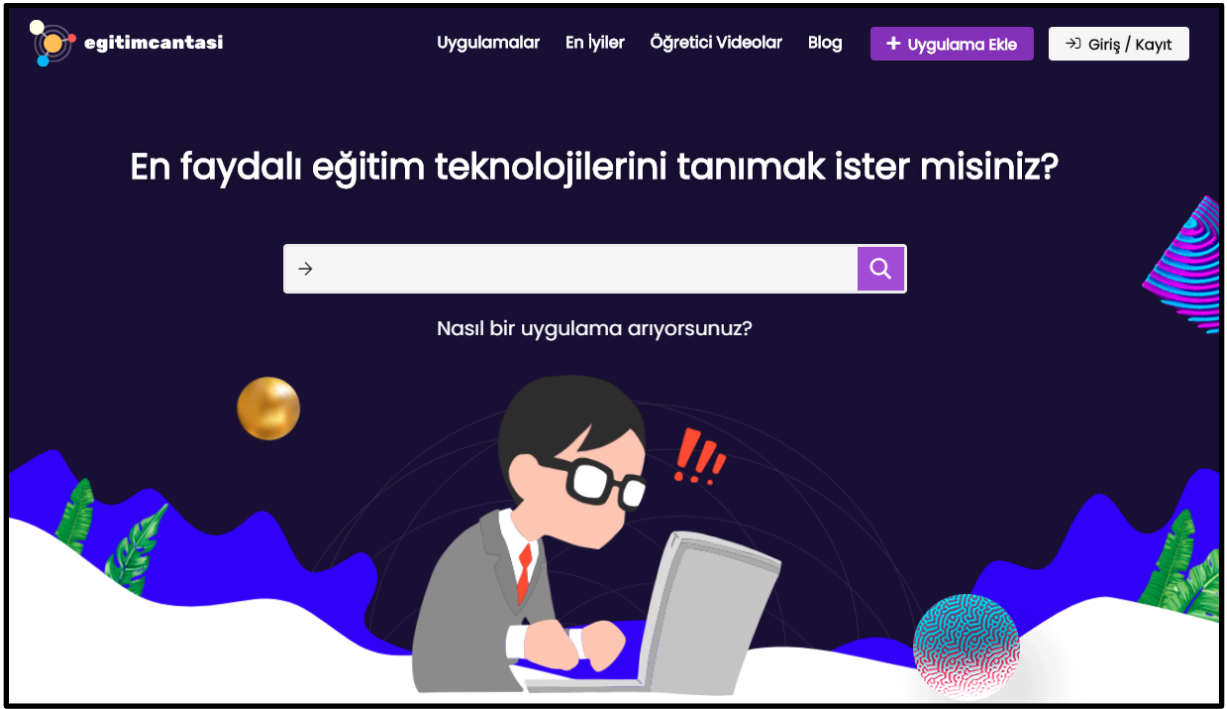 egitimcantasi
Uygulamalar En İyiler Öğretici Videolar Blog + Uygulama Ekle Giriş / Kayıt
En faydalı eğitim teknolojilerini tanımak ister misiniz?
Nasıl bir uygulama arıyorsunuz?
!!!